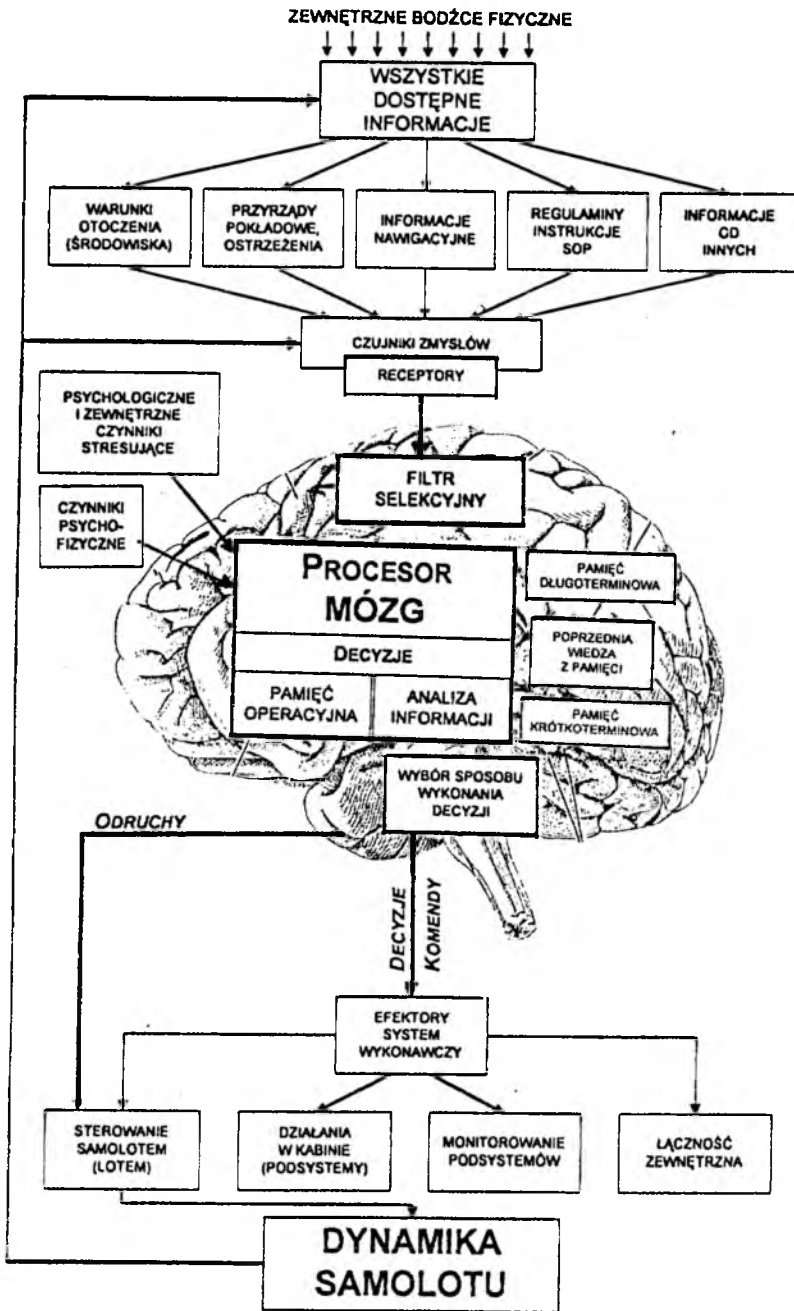 ZEWNĘTRZNE BODŹCE FIZYCZNE
WSZYSTKIE
DOSTĘPNE
INFORMACJE
WARUNKI
OTOCZENIA
(ŚRODOWISKA)
PRZYRZĄDY
POKŁADOWE,
OSTRZEŻENIA
INFORMACJE
NAWIGACYJNE
REGULAMINY
INSTRUKCJE
SOP
INFORMACJE
OD
INNYCH
CZUJNIKI ZMYSŁÓW
RECEPTORY
PSYCHOLOGICZNE
I ZEWNĘTRZNE
CZYNNIKI
STRESUJĄCE
FILTR
SELEKCYJNY
CZYNNIKI
PSYCHO-
FIZYCZNE
PROCESOR
MÓZG
DECYZJE
PAMIĘĆ
OPERACYJNA
ANALIZA
INFORMACJI
PAMIĘĆ
DŁUGOTERMINOWA
POPRZEDNIA
WIEDZA
Z PAMIĘCI
PAMIĘĆ
KRÓTKOTERMINOWA
WYBÓR SPOSOBU
WYKONANIA
DECYZJI
ODRUCHY
DECYZJE
KOMENDY
EFEKTORY
SYSTEM
WYKONAWCZY
STEROWANIE
SAMOLOTEM
(LOTEM)
DZIAŁANIA
W KABINIE
(PODSYSTEMY)
MONITOROWANIE
PODSYSTEMÓW
ŁĄCZNOŚĆ
ZEWNĘTRZNA
DYNAMIKA
SAMOLOTU